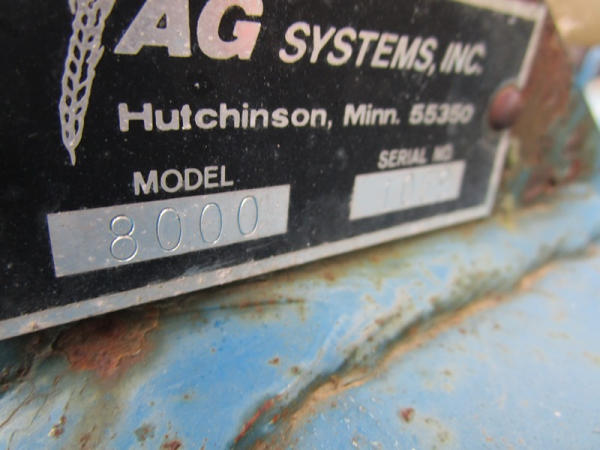 AG SYSTEMS, INC.
Hutchinson, Minn. 55350
MODEL
SERIAL NO.
8000